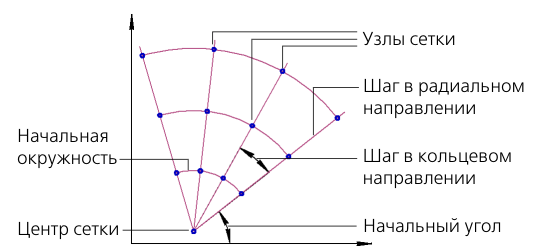 Узлы сетки
Шаг в радиальном
направлении
Начальная
окружность
Шаг в кольцевом
направлении
Центр сетки
Начальный угол